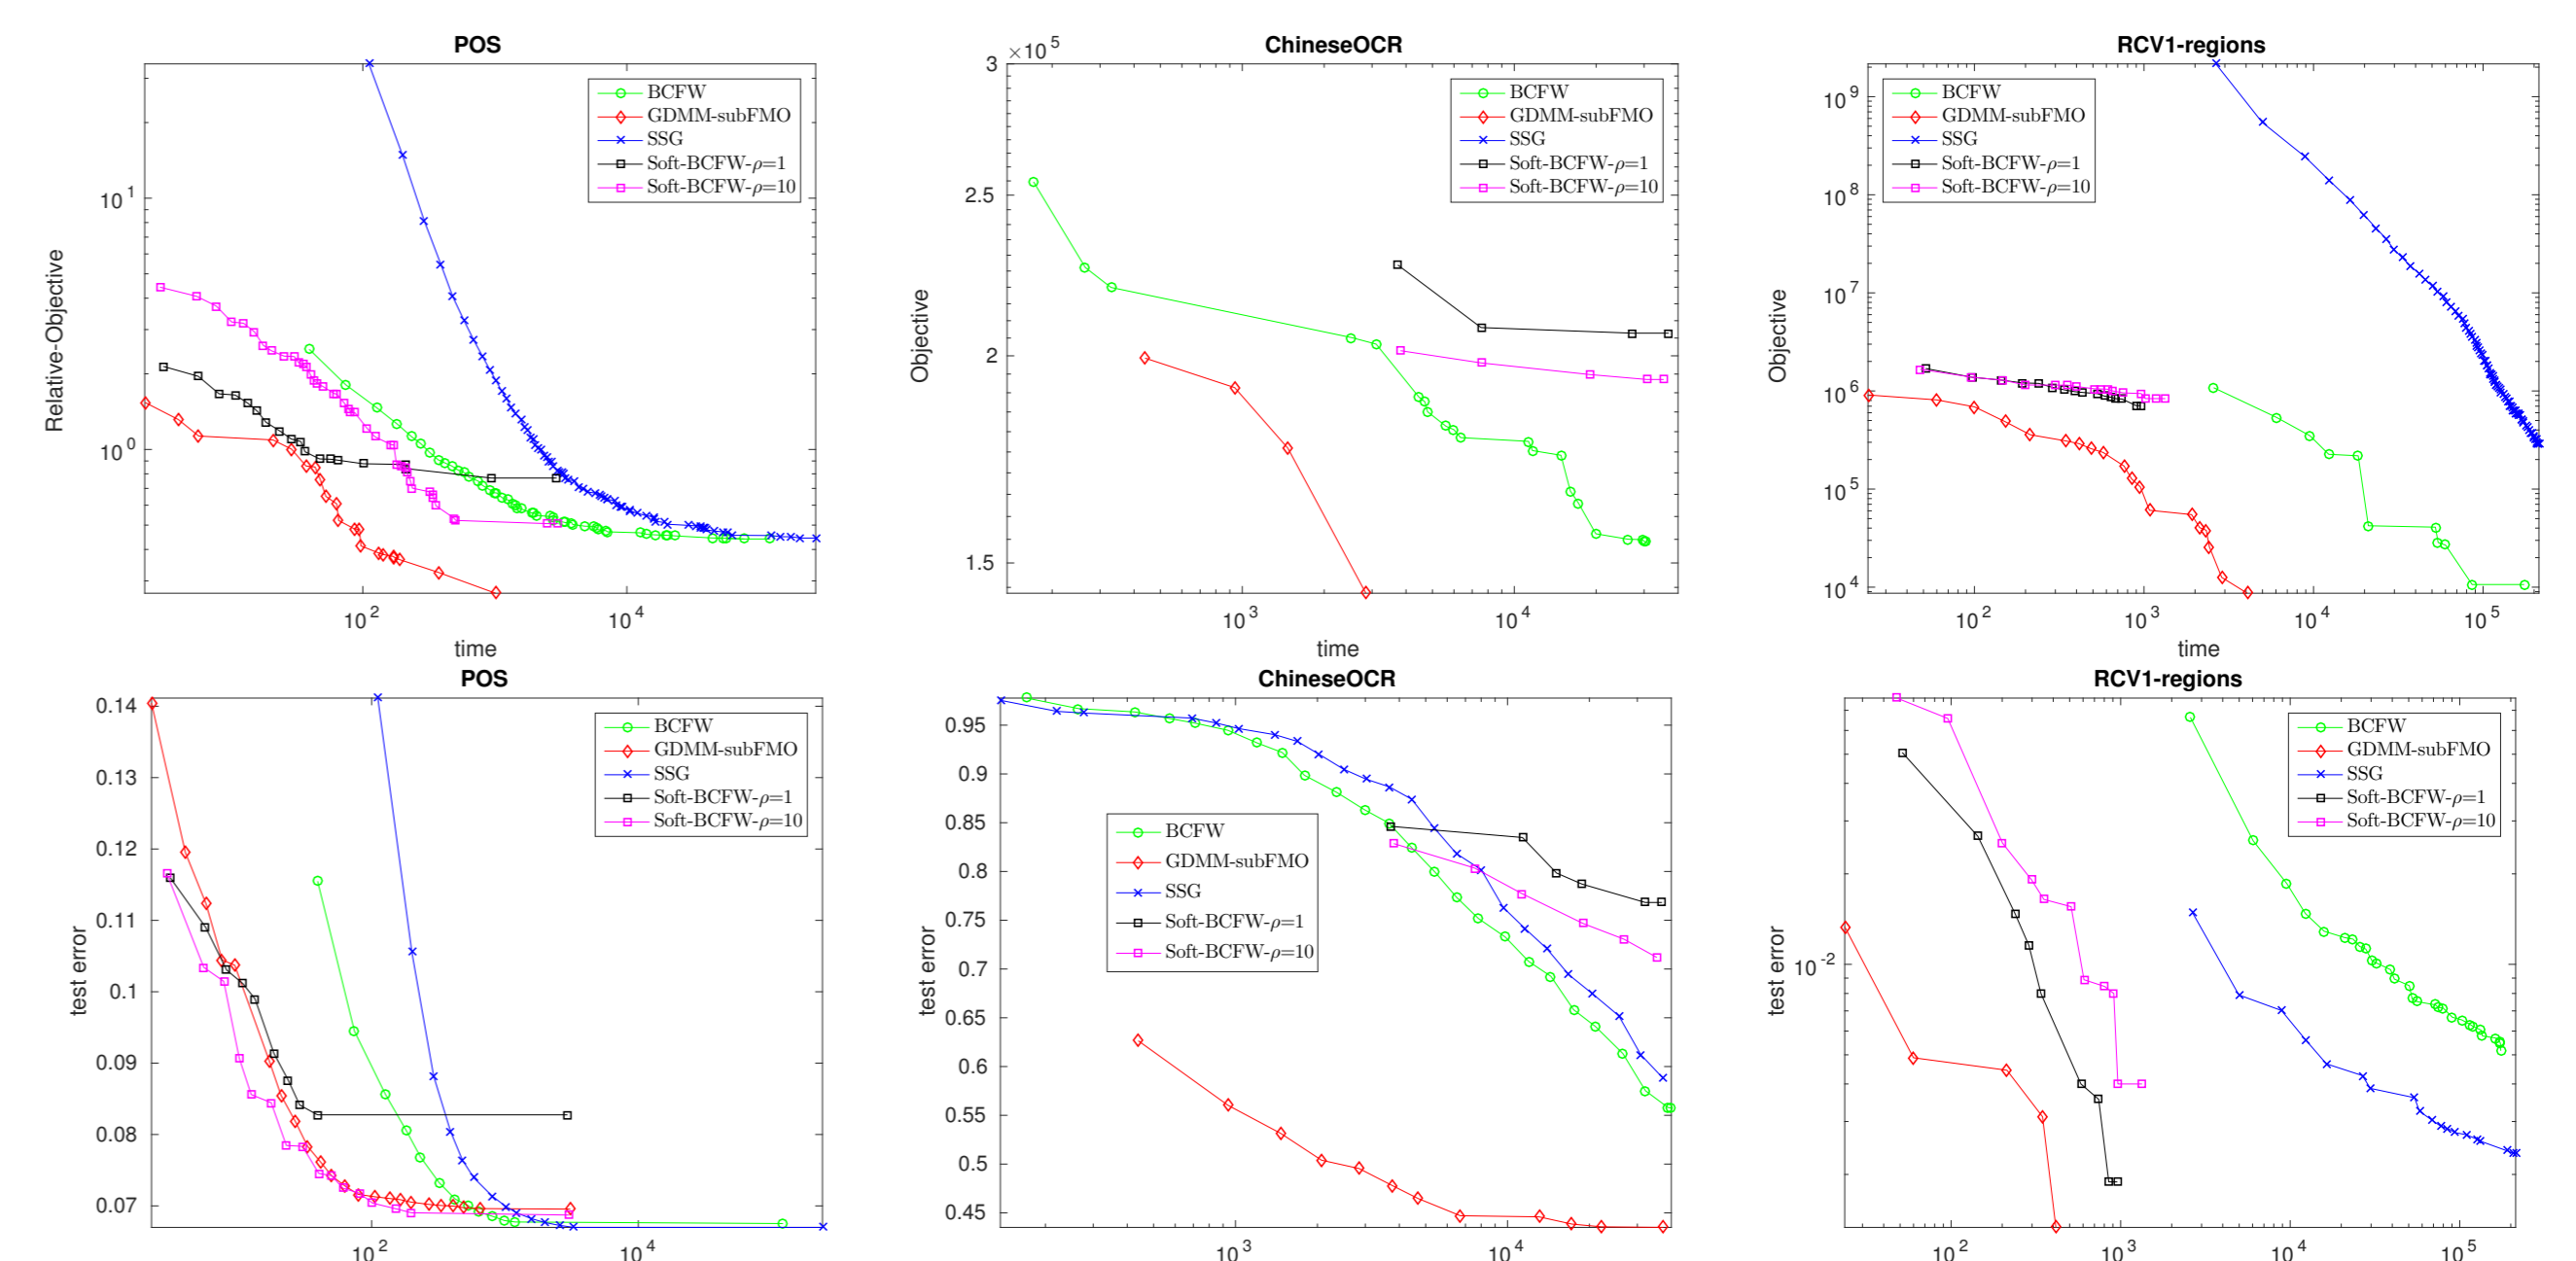 POS
Relative-Objective
10^1
10^0
10^2
10^4
time
BCFW
GDMM-subFMO
SSG
Soft-BCFW-ρ=1
Soft-BCFW-ρ=10
ChineseOCR
×10^5
Objective
3
2.5
2
1.5
10^3
10^4
time
BCFW
GDMM-subFMO
SSG
Soft-BCFW-ρ=1
Soft-BCFW-ρ=10
RCV1-regions
Objective
10^9
10^8
10^7
10^6
10^5
10^4
10^2
10^3
10^4
10^5
time
BCFW
GDMM-subFMO
SSG
Soft-BCFW-ρ=1
Soft-BCFW-ρ=10
POS
test error
0.14
0.13
0.12
0.11
0.1
0.09
0.08
0.07
10^2
10^4
BCFW
GDMM-subFMO
SSG
Soft-BCFW-ρ=1
Soft-BCFW-ρ=10
ChineseOCR
test error
0.95
0.9
0.85
0.8
0.75
0.7
0.65
0.6
0.55
0.5
0.45
10^3
10^4
BCFW
GDMM-subFMO
SSG
Soft-BCFW-ρ=1
Soft-BCFW-ρ=10
RCV1-regions
test error
10^-2
10^2
10^3
10^4
10^5
BCFW
GDMM-subFMO
SSG
Soft-BCFW-ρ=1
Soft-BCFW-ρ=10